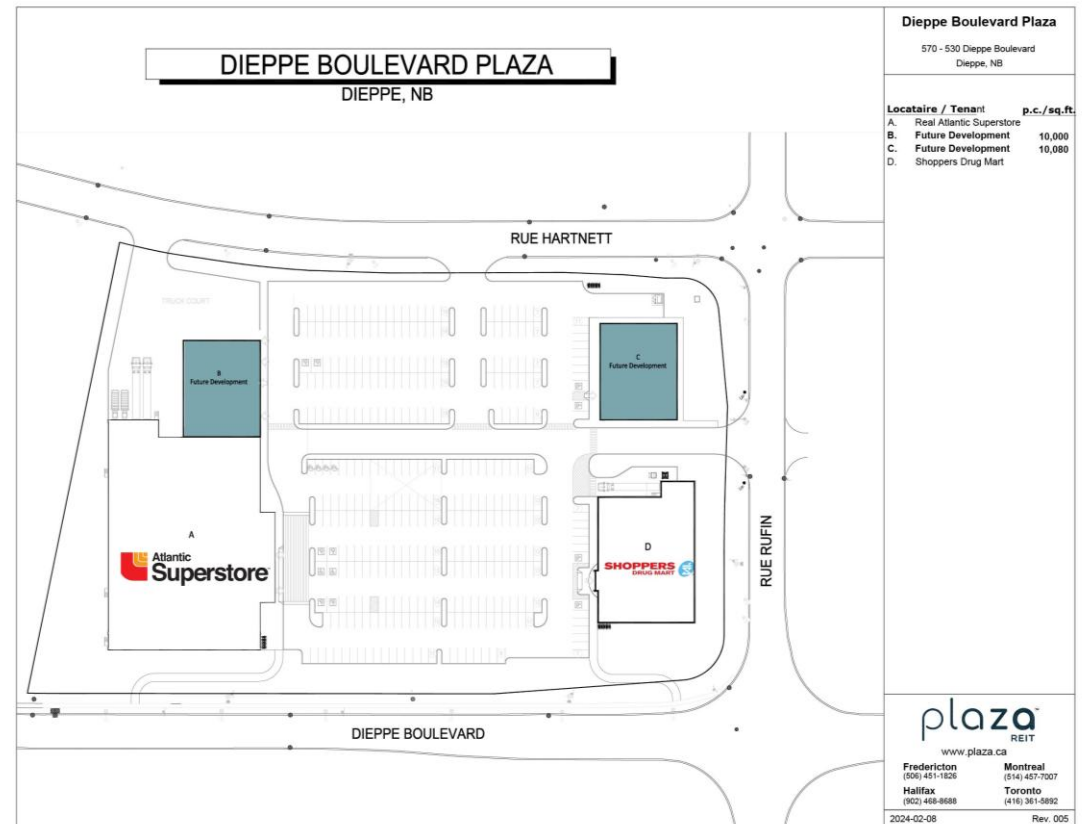 DIEPPE BOULEVARD PLAZA
DIEPPE, NB
RUE HARTNETT
TRUCK COURT
B
Future Development
C
Future Development
A
Atlantic
Superstore
D
SHOPPERS
DRUG MART
RUE RUFIN
DIEPPE BOULEVARD
Dieppe Boulevard Plaza
570 - 530 Dieppe Boulevard
Dieppe, NB
Locataire / Tenant p.c./sq.ft.
A. Real Atlantic Superstore
B. Future Development 10,000
C. Future Development 10,080
D. Shoppers Drug Mart
plaza
REIT
www.plaza.ca
Fredericton Montreal
(506) 451-1826 (514) 457-7007
Halifax Toronto
(902) 468-8688 (416) 361-5892
2024-02-08 Rev. 005